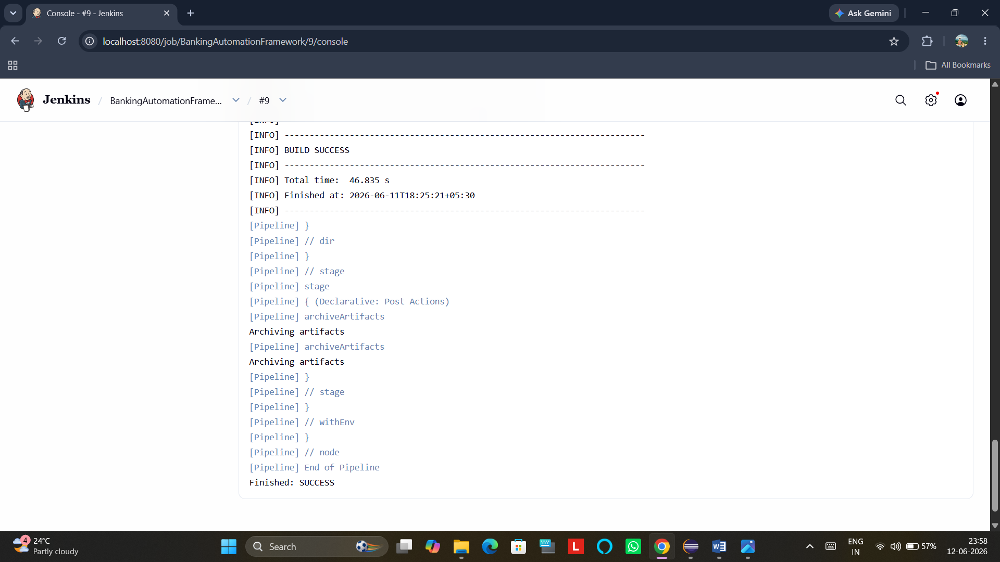 Console - #9 - Jenkins
Ask Gemini
localhost:8080/job/BankingAutomationFramework/9/console
All Bookmarks
Jenkins / BankingAutomationFrame... / #9
[INFO]
[INFO] ------------------------------------------------------------------------
[INFO] BUILD SUCCESS
[INFO] ------------------------------------------------------------------------
[INFO] Total time:  46.835 s
[INFO] Finished at: 2026-06-11T18:25:21+05:30
[INFO] ------------------------------------------------------------------------
[Pipeline] }
[Pipeline] // dir
[Pipeline] }
[Pipeline] // stage
[Pipeline] stage
[Pipeline] { (Declarative: Post Actions)
[Pipeline] archiveArtifacts
Archiving artifacts
[Pipeline] archiveArtifacts
Archiving artifacts
[Pipeline] }
[Pipeline] // stage
[Pipeline] }
[Pipeline] // withEnv
[Pipeline] }
[Pipeline] // node
[Pipeline] End of Pipeline
Finished: SUCCESS
4
24°C
Partly cloudy
Search
L
W
ENG
IN
57%
23:58
12-06-2026